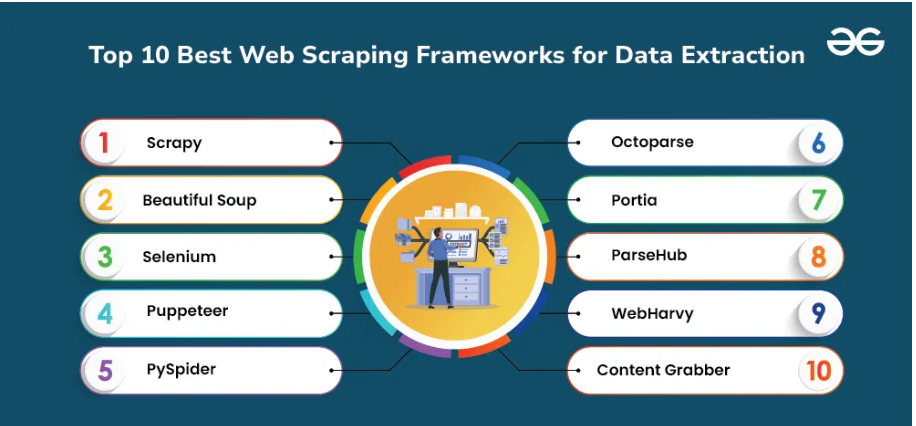 Top 10 Best Web Scraping Frameworks for Data Extraction
1 Scrapy
2 Beautiful Soup
3 Selenium
4 Puppeteer
5 PySpider
Octoparse 6
Portia 7
ParseHub 8
WebHarvy 9
Content Grabber 10